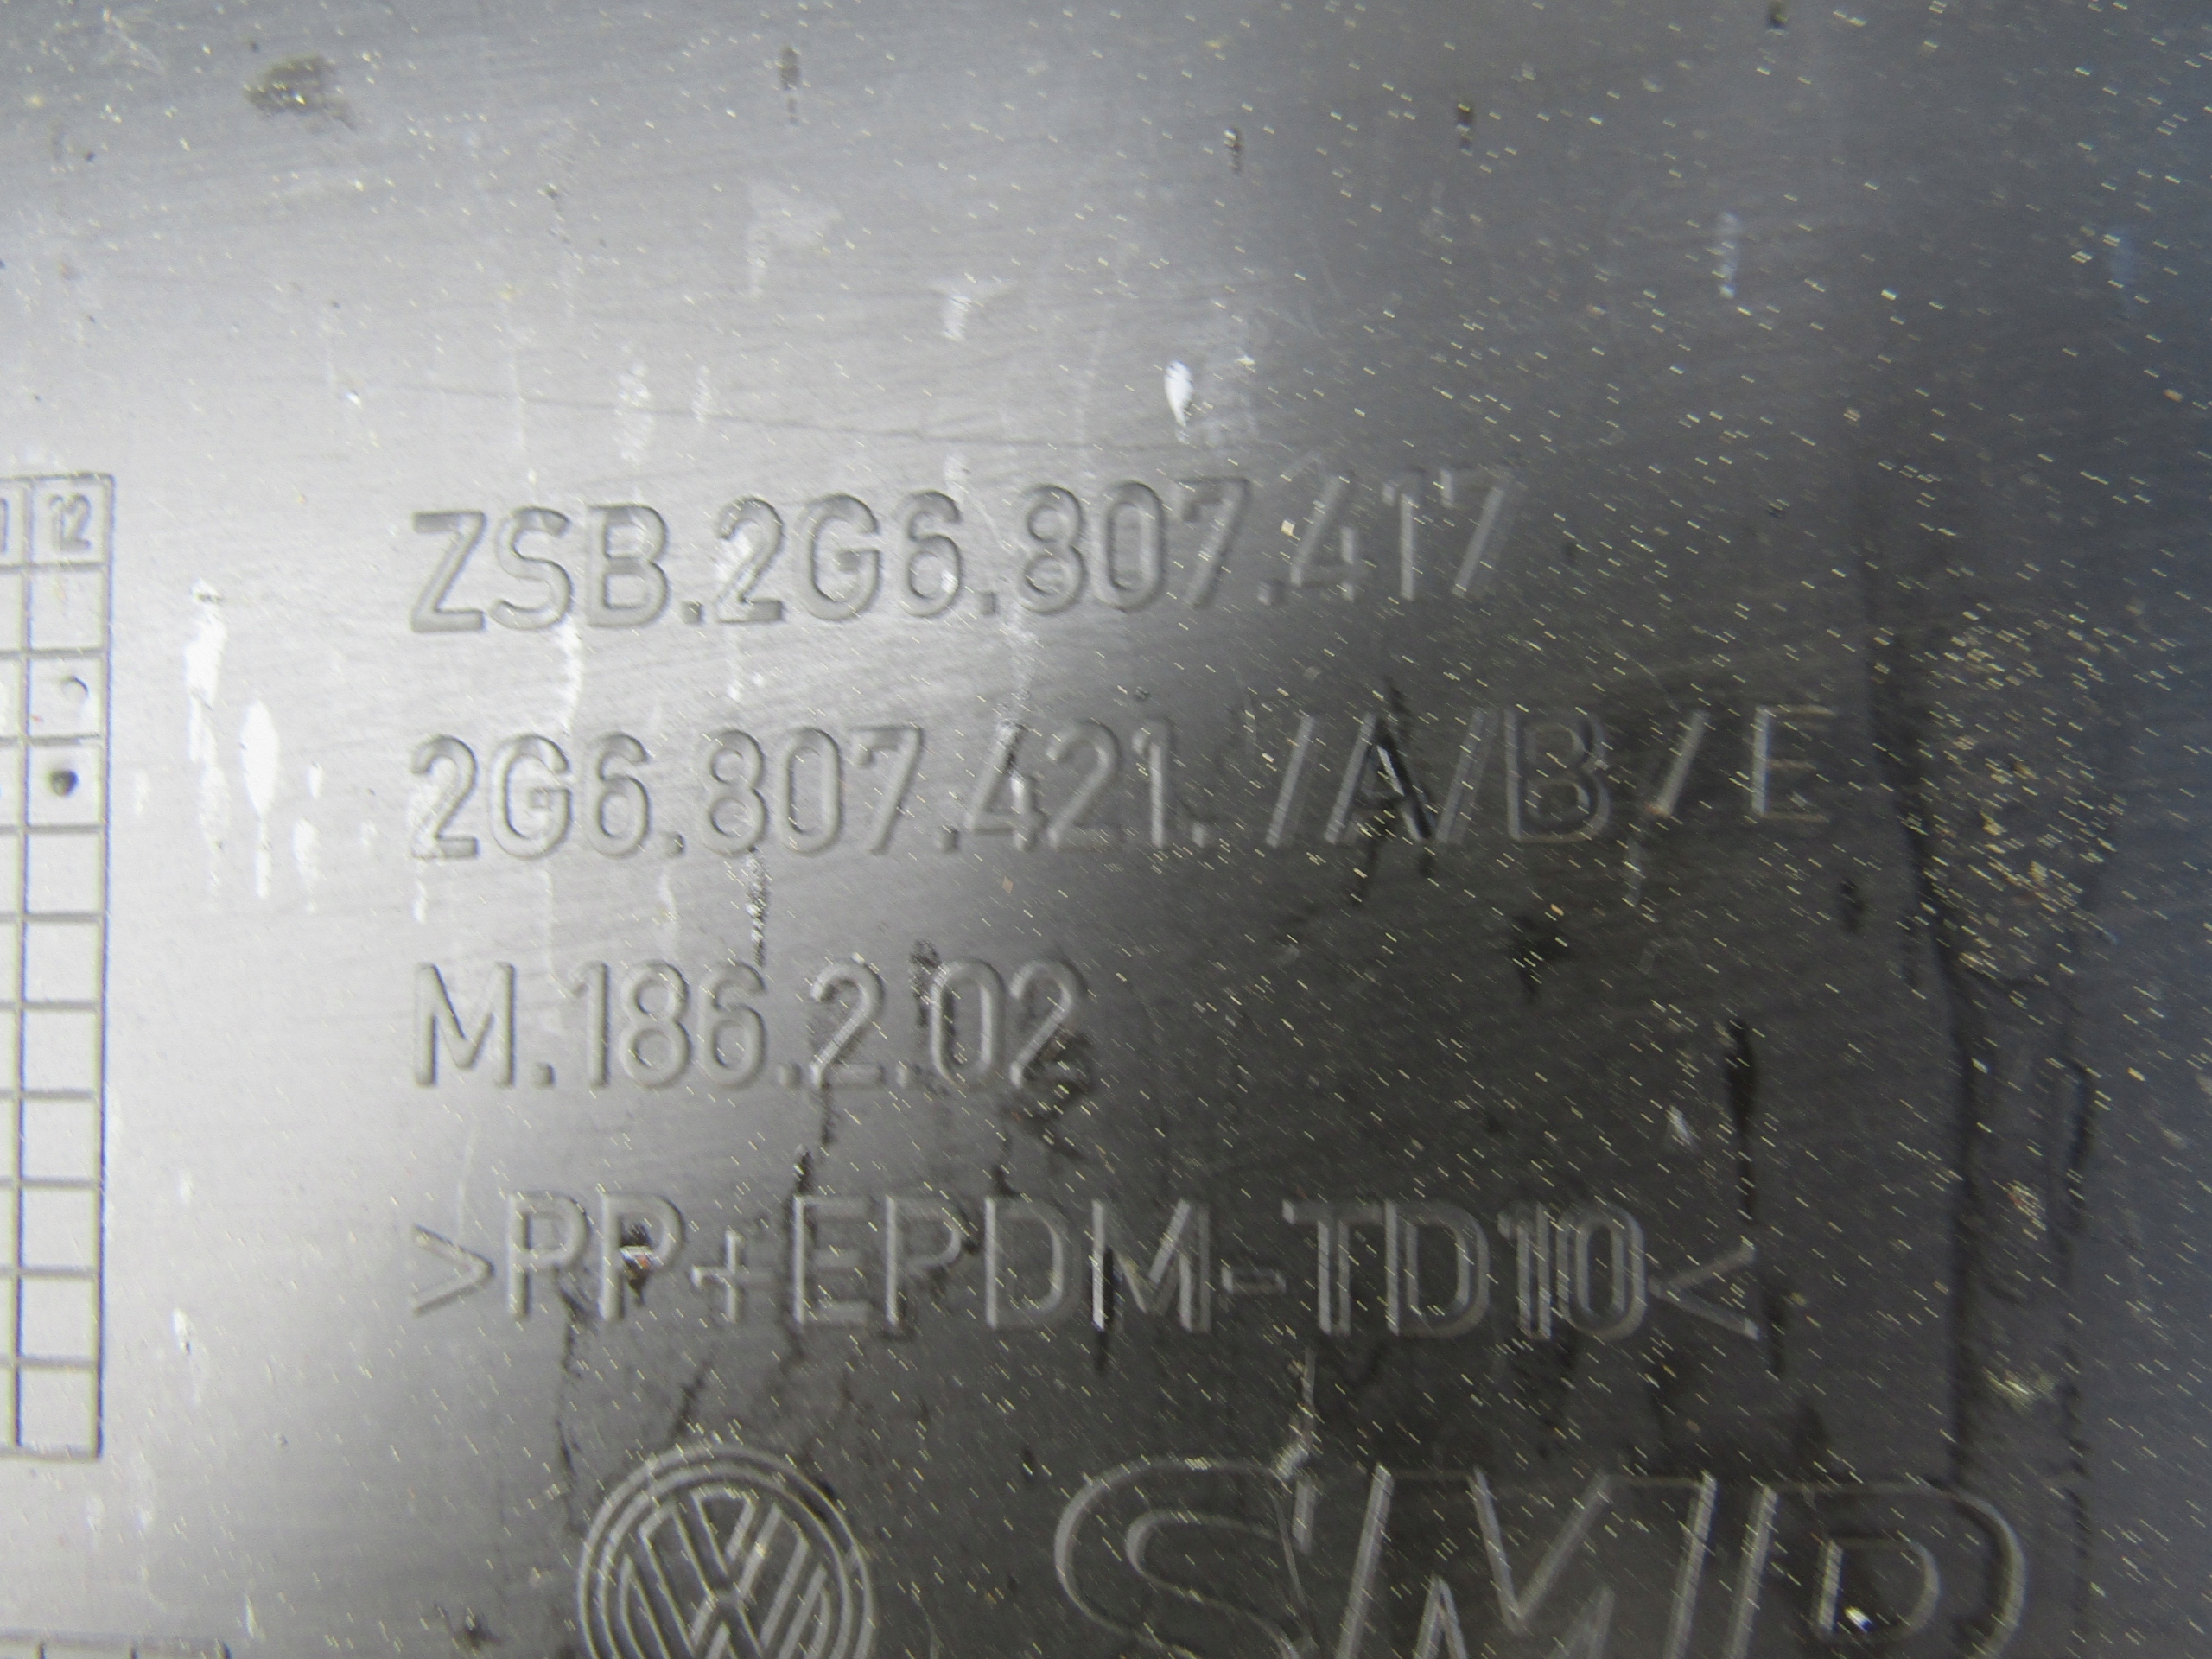 12
ZSB.2G6.807.417
2G6.807.421. /A/B/E
M.186.2.02
>PP+EPDM-TD10<
SMP